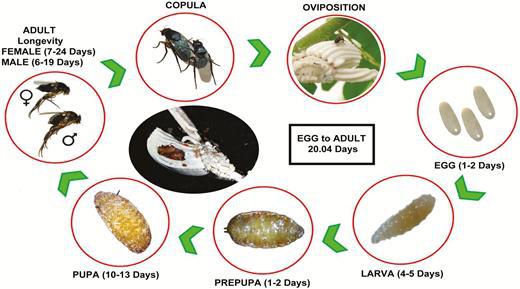 COPULA
OVIPOSITION
ADULT
Longevity
FEMALE (7-24 Days)
MALE (6-19 Days)
♀
♂
EGG to ADULT
20.04 Days
EGG (1-2 Days)
PUPA (10-13 Days)
PREPUPA (1-2 Days)
LARVA (4-5 Days)